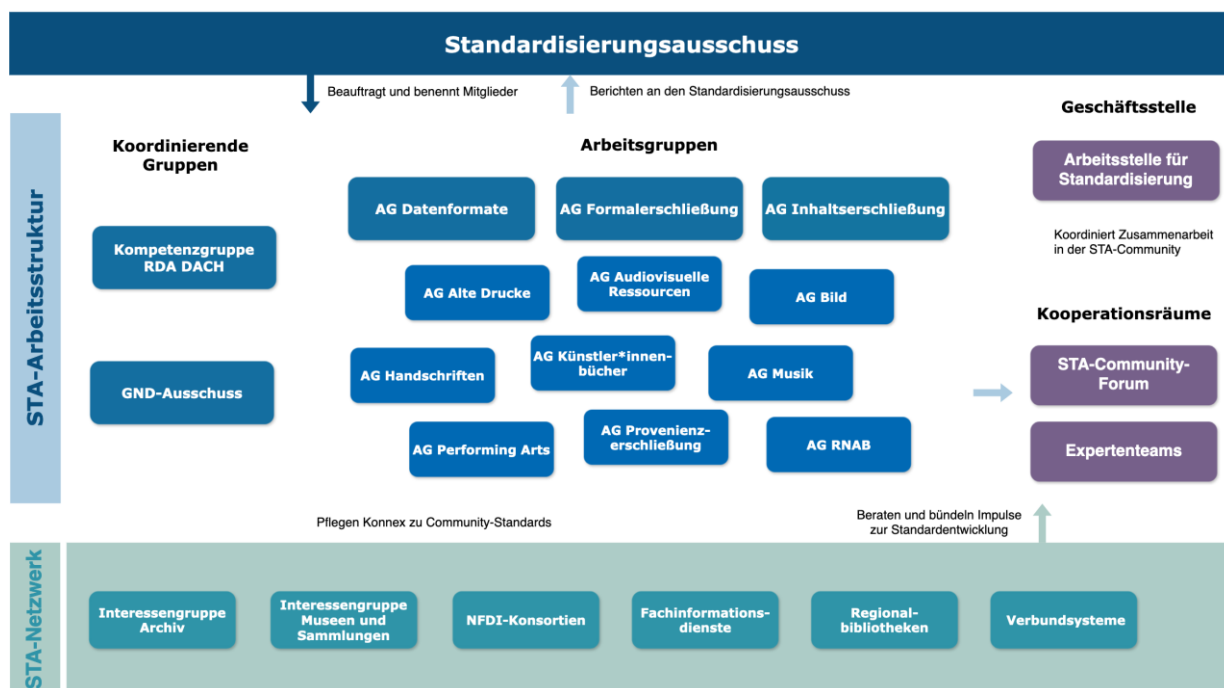 Standardisierungsausschuss
Beauftragt und benennt Mitglieder
Berichten an den Standardisierungsausschuss
STA-Arbeitsstruktur
Koordinierende
Gruppen
Kompetenzgruppe
RDA DACH
GND-Ausschuss
Arbeitsgruppen
AG Datenformate
AG Formalerschließung
AG Inhaltserschließung
AG Alte Drucke
AG Audiovisuelle
Ressourcen
AG Bild
AG Handschriften
AG Künstler*innen-
bücher
AG Musik
AG Performing Arts
AG Provenienz-
erschließung
AG RNAB
Geschäftsstelle
Arbeitsstelle für
Standardisierung
Koordiniert Zusammenarbeit
in der STA-Community
Kooperationsräume
STA-Community-
Forum
Expertenteams
Pflegen Konnex zu Community-Standards
Beraten und bündeln Impulse
zur Standardentwicklung
STA-Netzwerk
Interessengruppe
Archiv
Interessengruppe
Museen und
Sammlungen
NFDI-Konsortien
Fachinformations-
dienste
Regional-
bibliotheken
Verbundsysteme